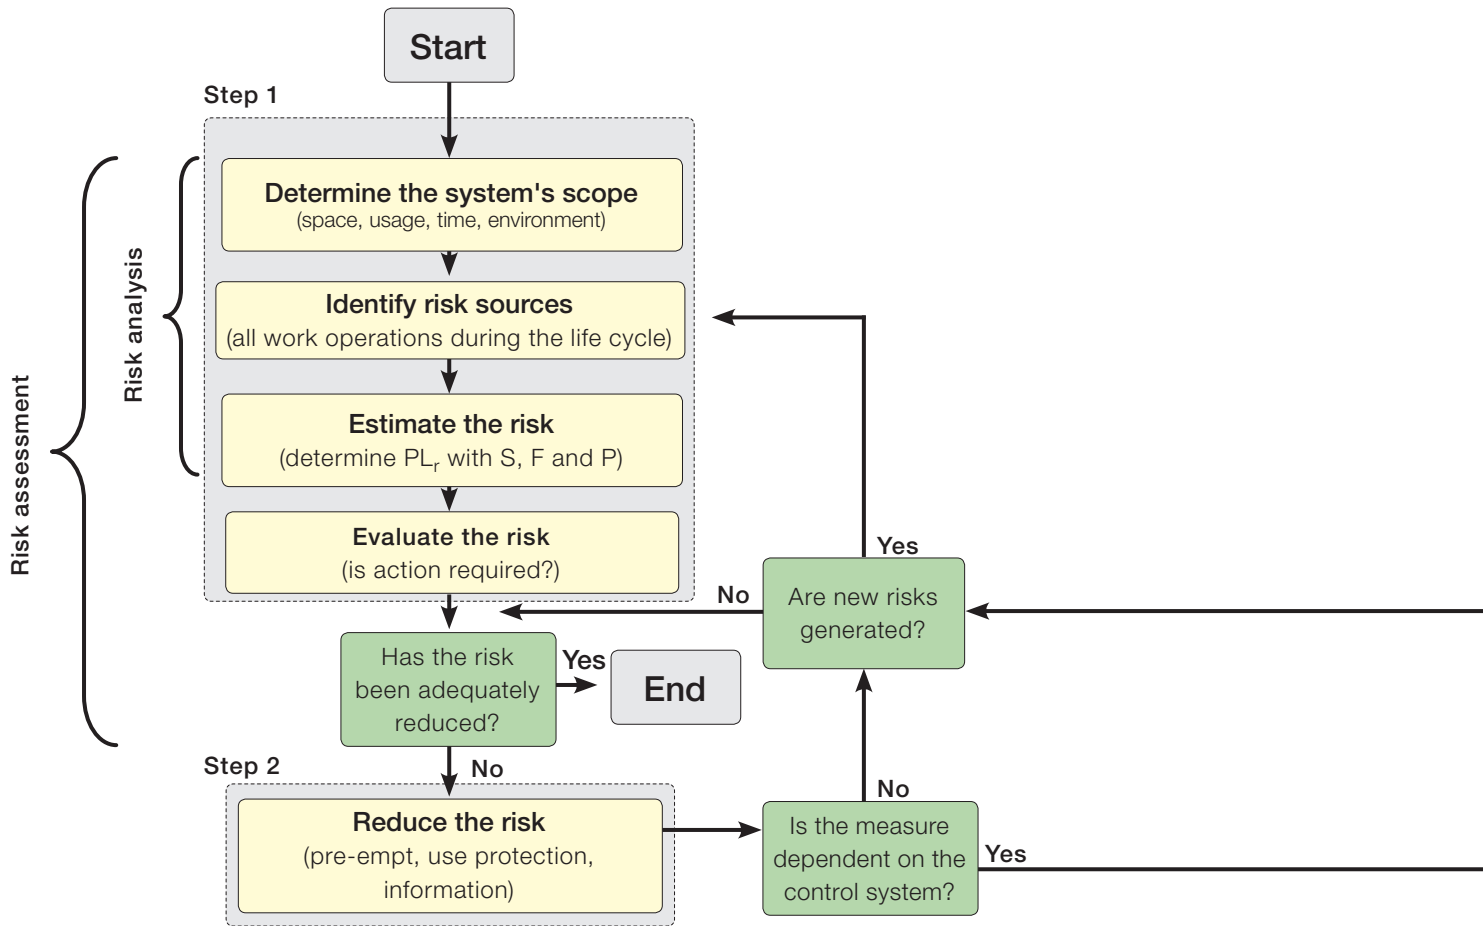 Start
Step 1
Determine the system's scope
(space, usage, time, environment)
Risk analysis
Identify risk sources
(all work operations during the life cycle)
Risk assessment
Estimate the risk
(determine PLr with S, F and P)
Evaluate the risk
(is action required?)
Yes
No
Are new risks
generated?
Has the risk
been adequately
reduced?
Yes
End
Step 2
No
Reduce the risk
(pre-empt, use protection,
information)
No
Is the measure
dependent on the
control system?
Yes